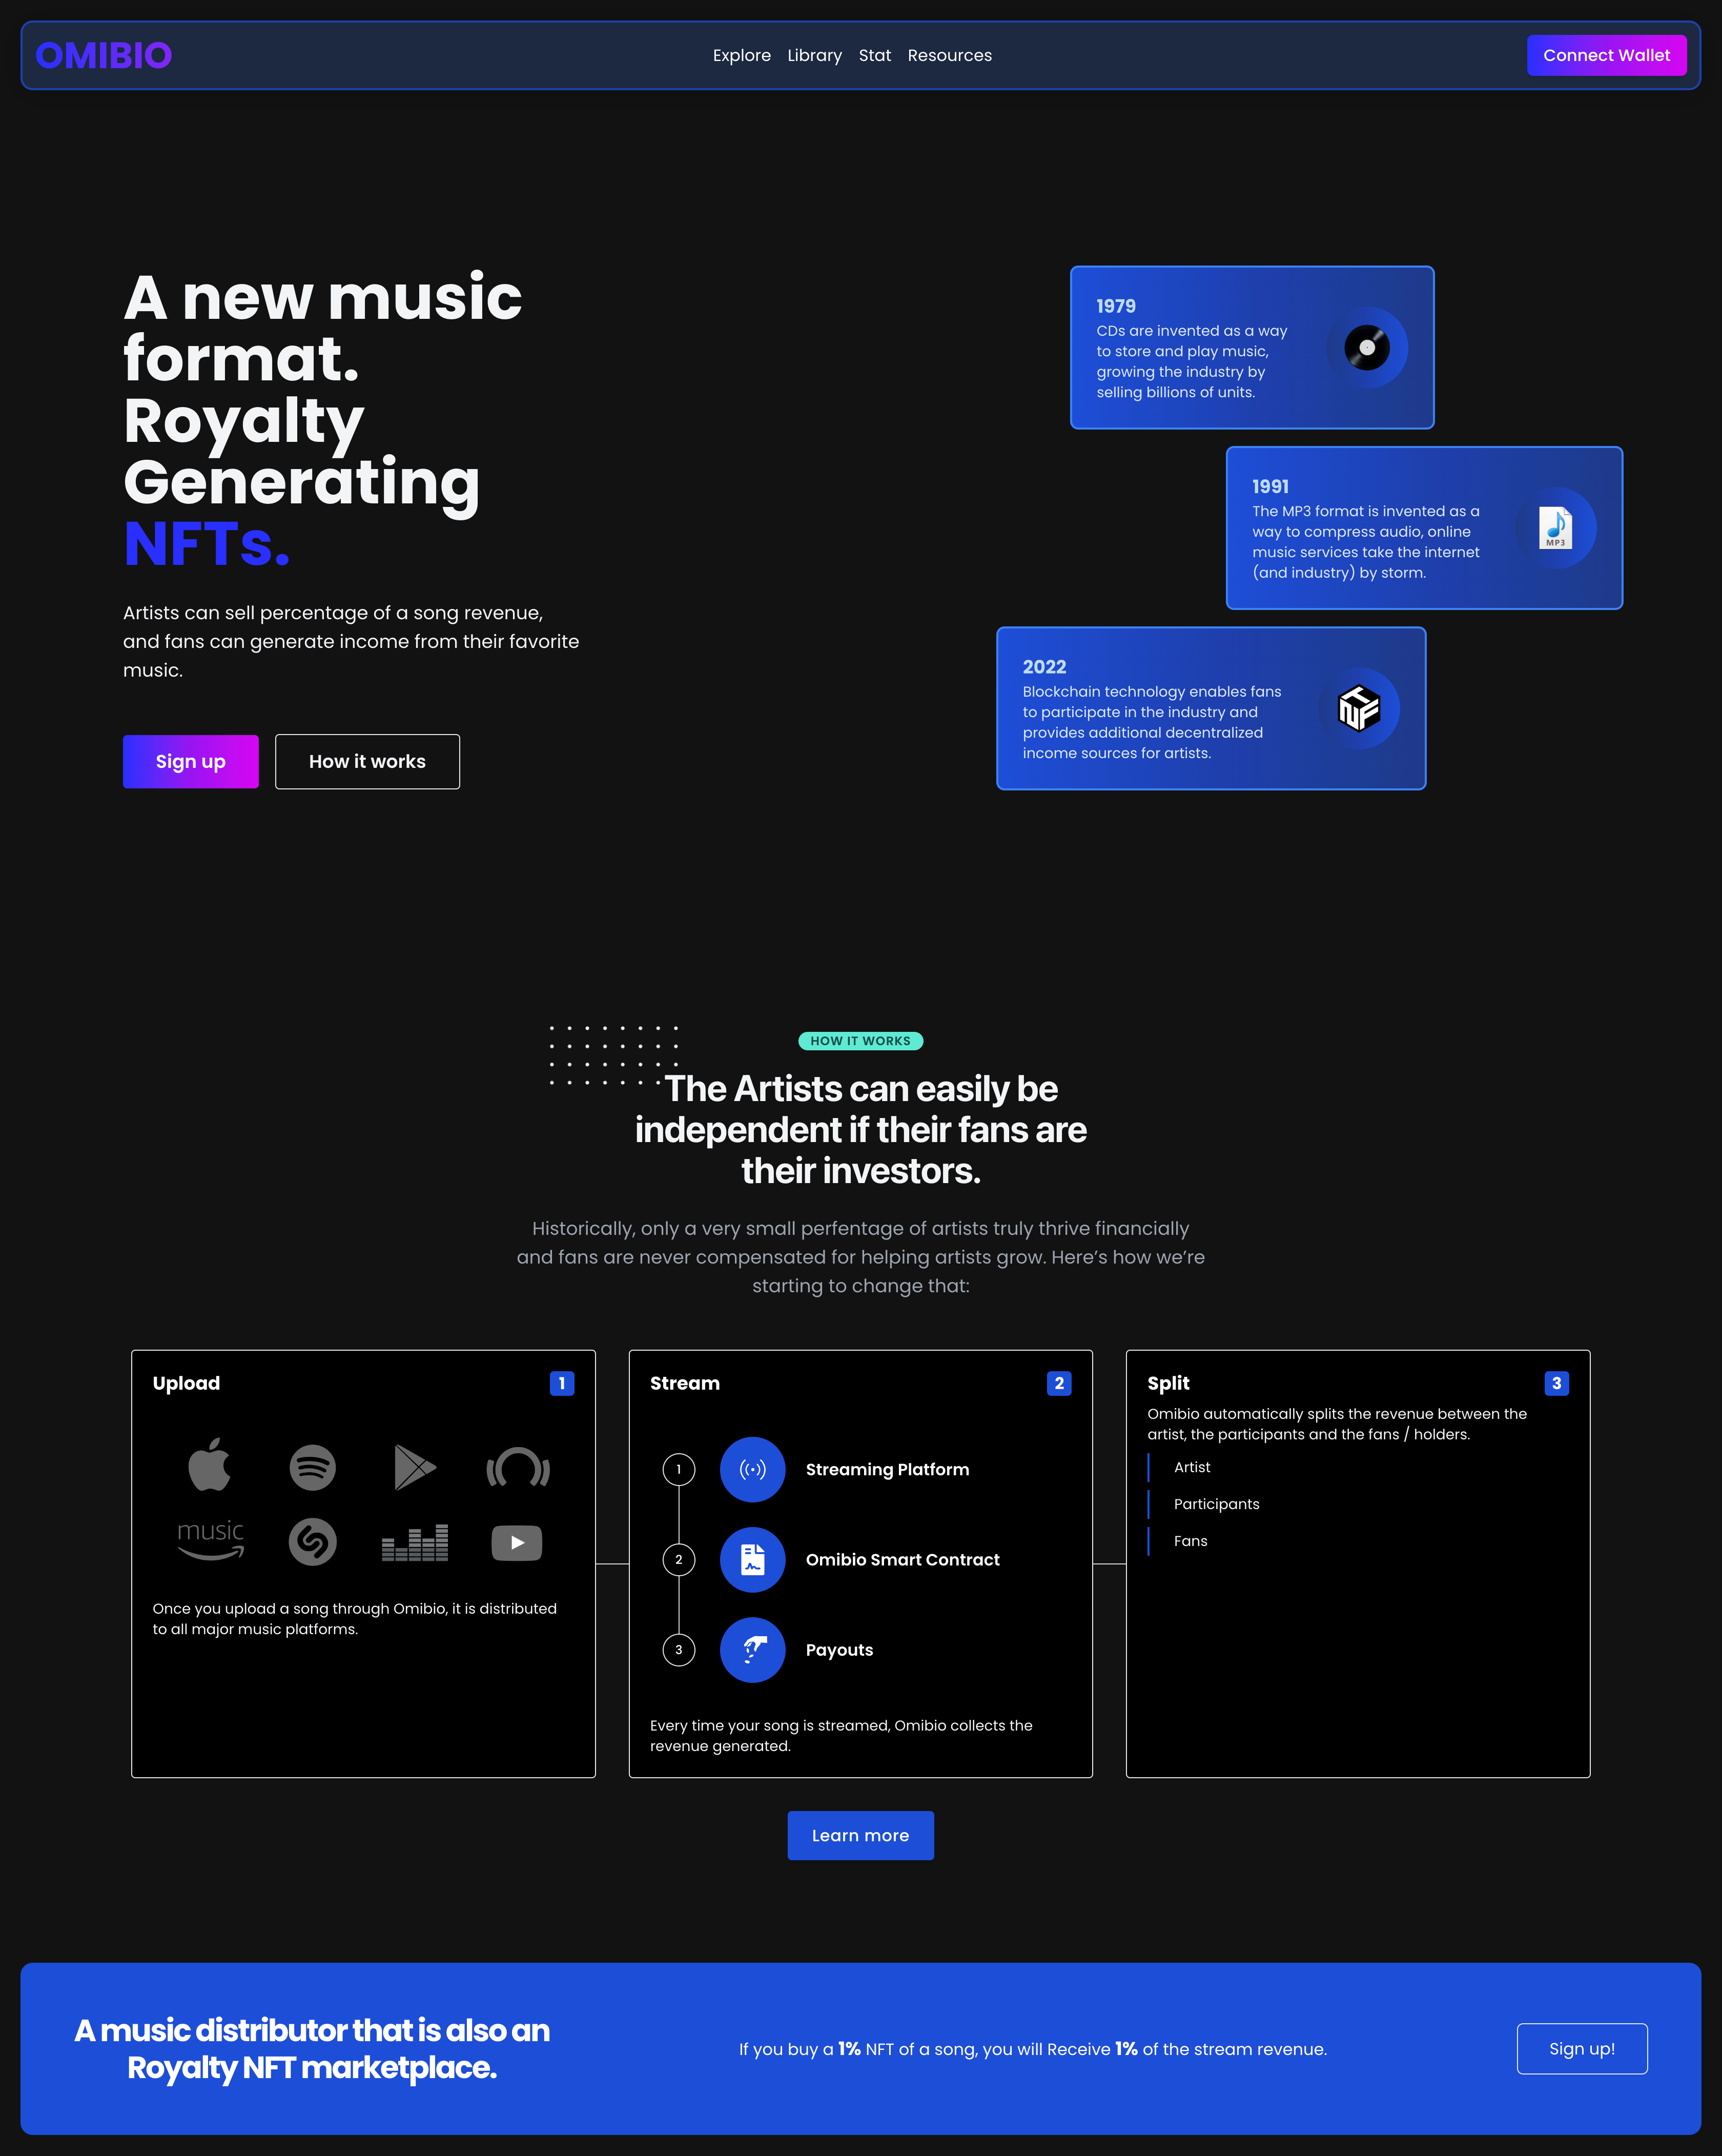 OMIBIO
Explore Library Stat Resources
Connect Wallet
A new music
format.
Royalty
Generating
NFTs.
Artists can sell percentage of a song revenue,
and fans can generate income from their favorite
music.
Sign up
How it works
1979
CDs are invented as a way
to store and play music,
growing the industry by
selling billions of units.
1991
The MP3 format is invented as a
way to compress audio, online
music services take the internet
(and industry) by storm.
MP3
2022
Blockchain technology enables fans
to participate in the industry and
provides additional decentralized
income sources for artists.
NFT
HOW IT WORKS
The Artists can easily be
independent if their fans are
their investors.
Historically, only a very small perfentage of artists truly thrive financially
and fans are never compensated for helping artists grow. Here’s how we’re
starting to change that:
Upload
1
music
Once you upload a song through Omibio, it is distributed
to all major music platforms.
Stream
2
1
Streaming Platform
2
Omibio Smart Contract
3
Payouts
Every time your song is streamed, Omibio collects the
revenue generated.
Split
3
Omibio automatically splits the revenue between the
artist, the participants and the fans / holders.
Artist
Participants
Fans
Learn more
A music distributor that is also an
Royalty NFT marketplace.
If you buy a 1% NFT of a song, you will Receive 1% of the stream revenue.
Sign up!